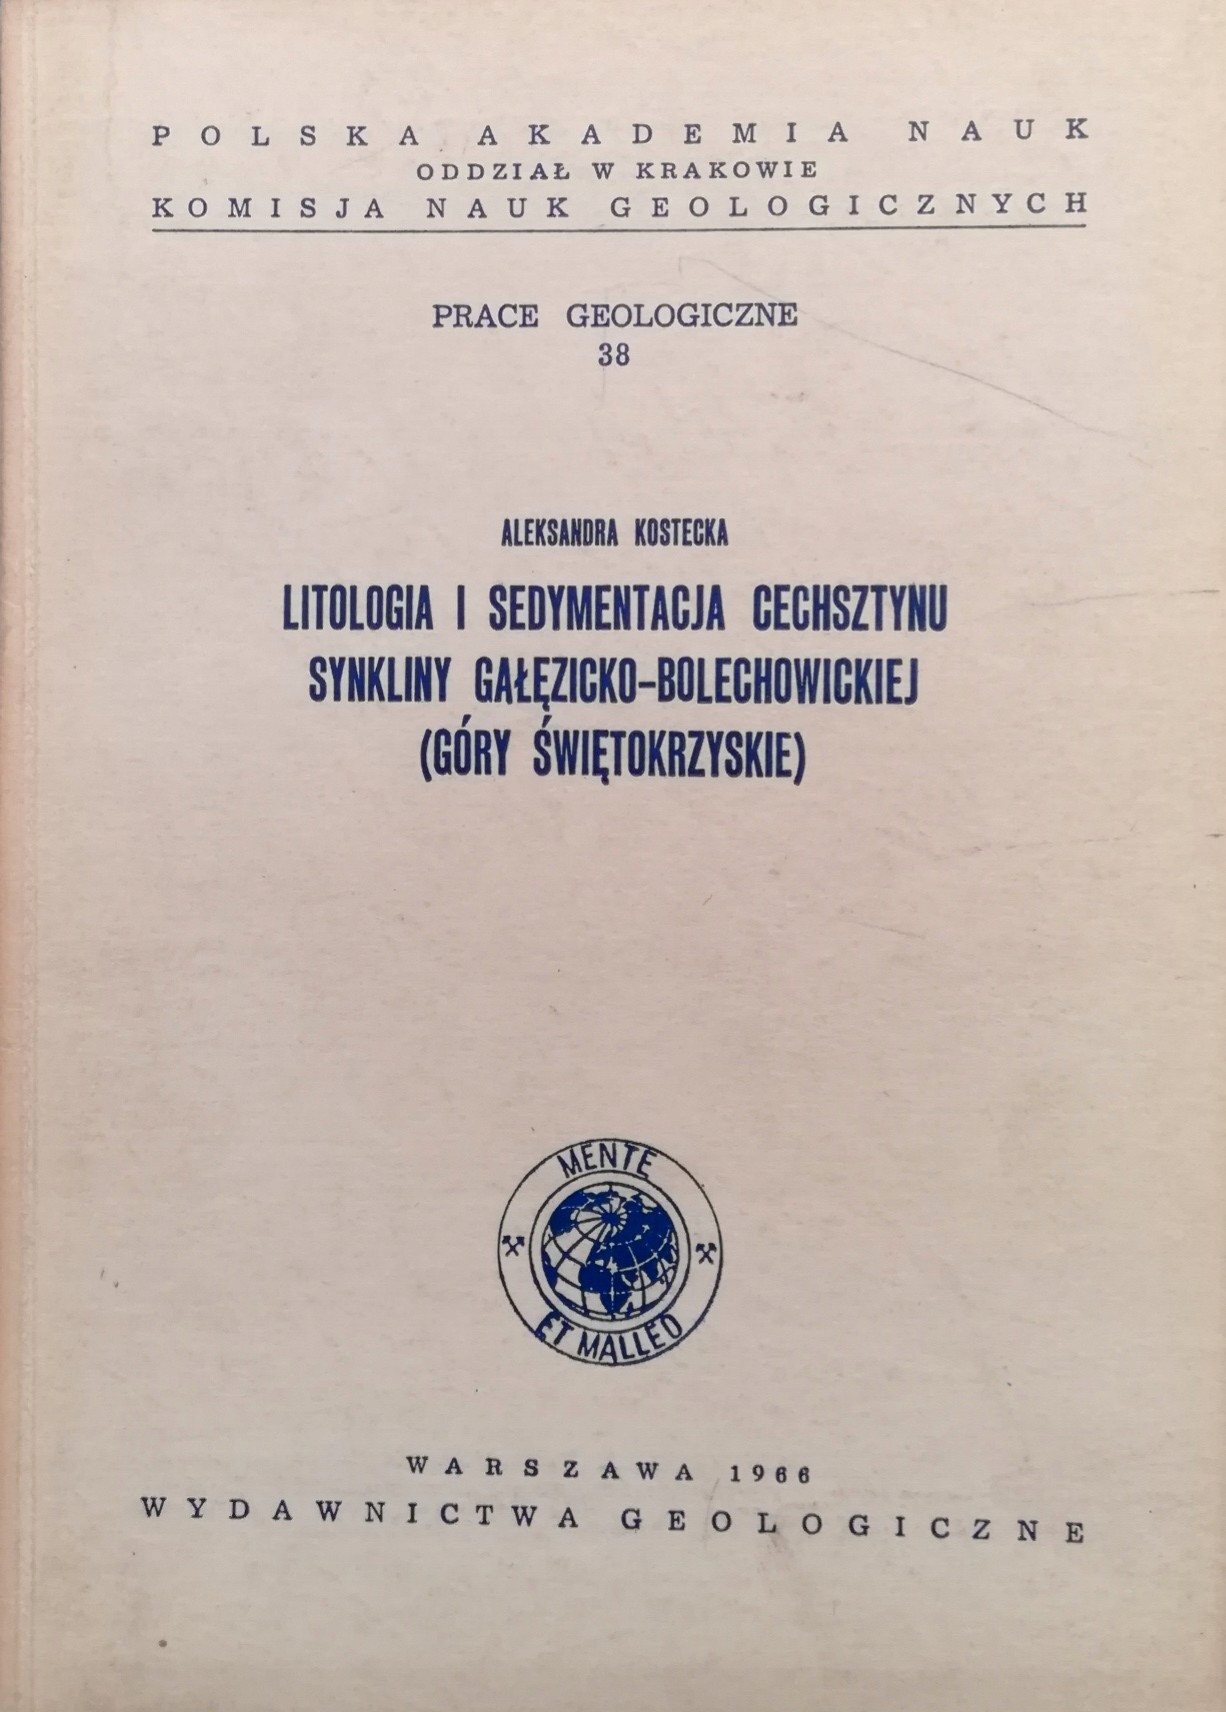 POLSKA AKADEMIA NAUK
ODDZIAŁ W KRAKOWIE
KOMISJA NAUK GEOLOGICZNYCH
PRACE GEOLOGICZNE
38
ALEKSANDRA KOSTECKA
LITOLOGIA I SEDYMENTACJA CECHSZTYNU
SYNKLINY GAŁĘZICKO-BOLECHOWICKIEJ
(GÓRY ŚWIĘTOKRZYSKIE)
MENTE
ET MALLEO
WARSZAWA 1966
WYDAWNICTWA GEOLOGICZNE